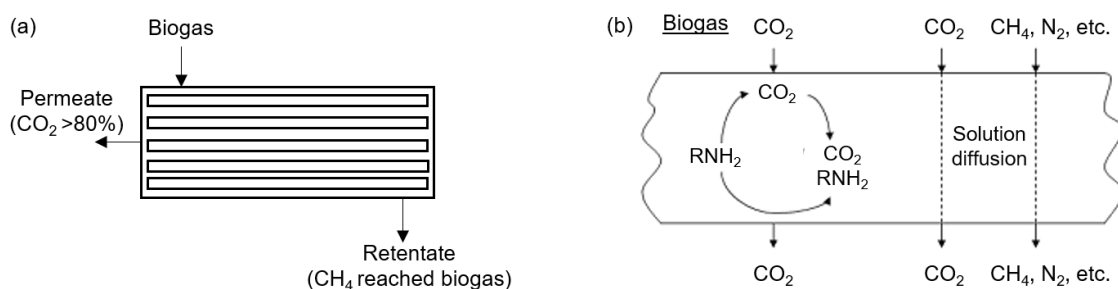 (a)
Biogas
Permeate
(CO₂ >80%)
Retentate
(CH₄ reached biogas)
(b)
Biogas CO₂ CO₂ CH₄, N₂, etc.
CO₂
RNH₂
CO₂
RNH₂
Solution
diffusion
CO₂ CO₂ CH₄, N₂, etc.